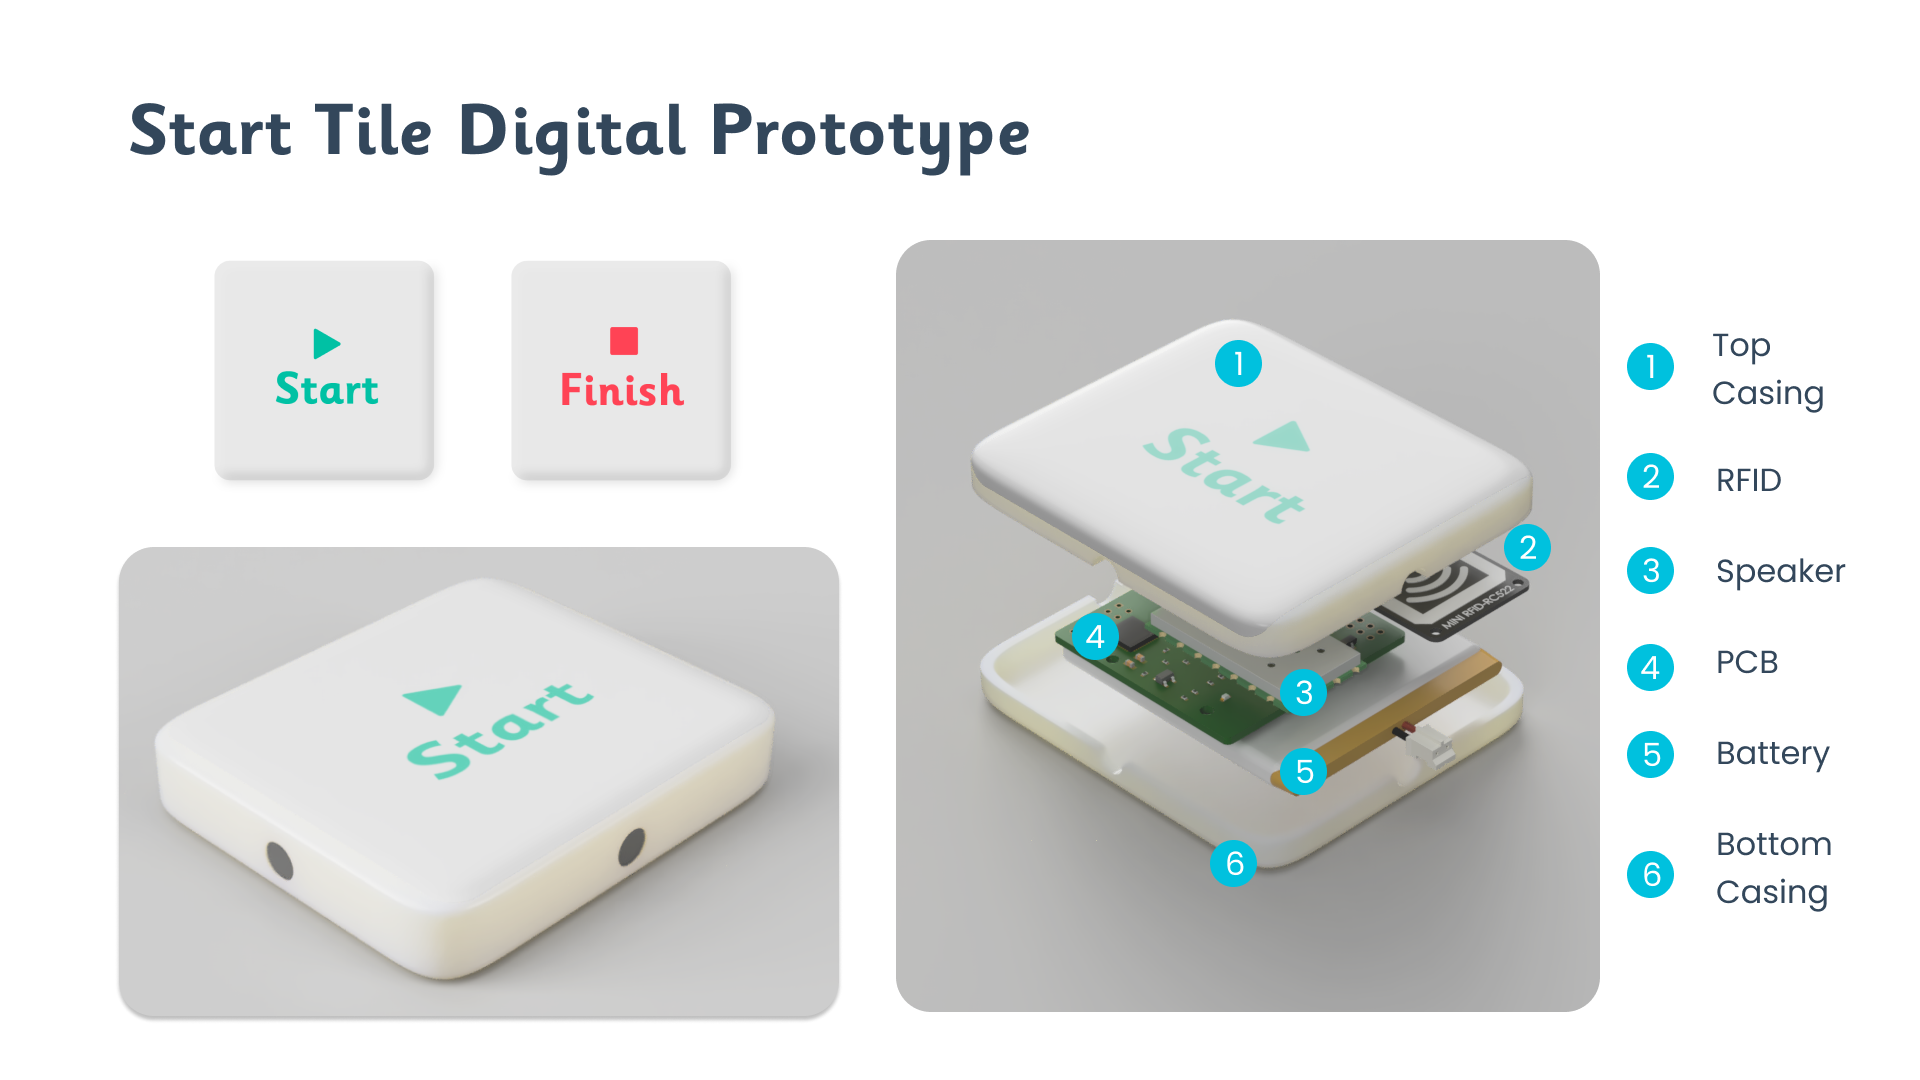 Start Tile Digital Prototype
Start
Finish
Start
1
Start
2
MINI RFID-RC522
4
3
5
6
1 Top
Casing
2 RFID
3 Speaker
4 PCB
5 Battery
6 Bottom
Casing